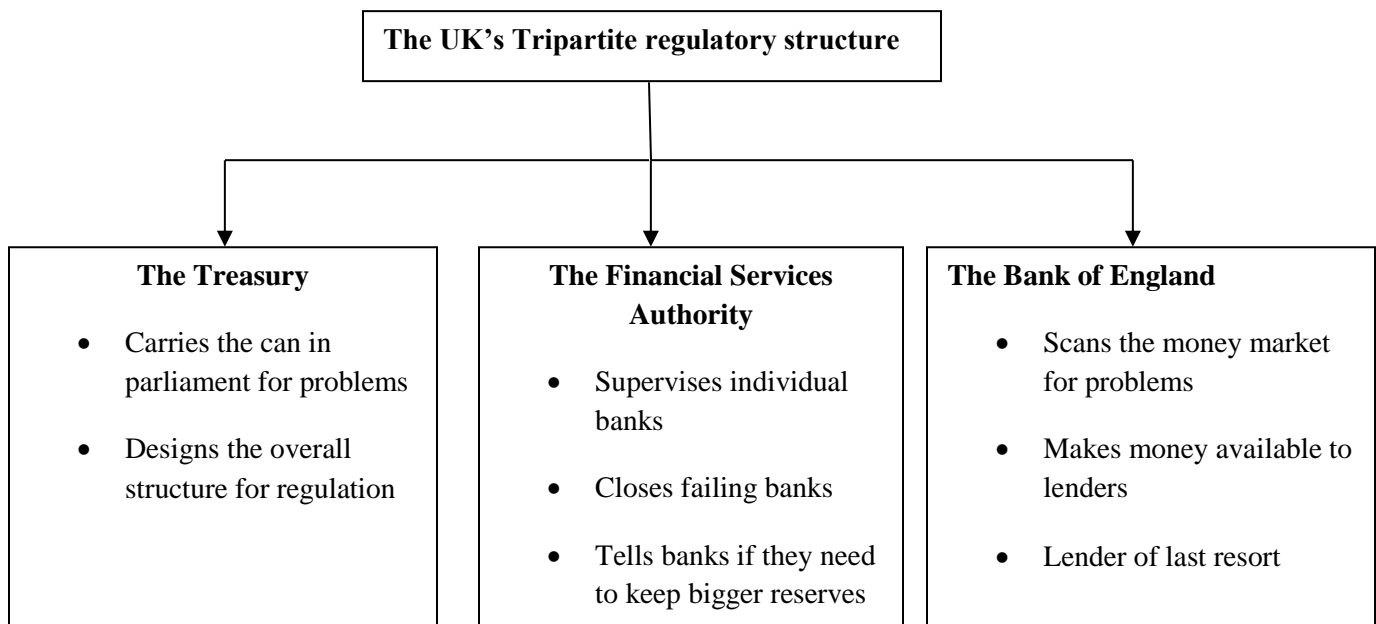 The UK’s Tripartite regulatory structure
The Treasury
• Carries the can in
parliament for problems
• Designs the overall
structure for regulation
The Financial Services
Authority
• Supervises individual
banks
• Closes failing banks
• Tells banks if they need
to keep bigger reserves
The Bank of England
• Scans the money market
for problems
• Makes money available to
lenders
• Lender of last resort